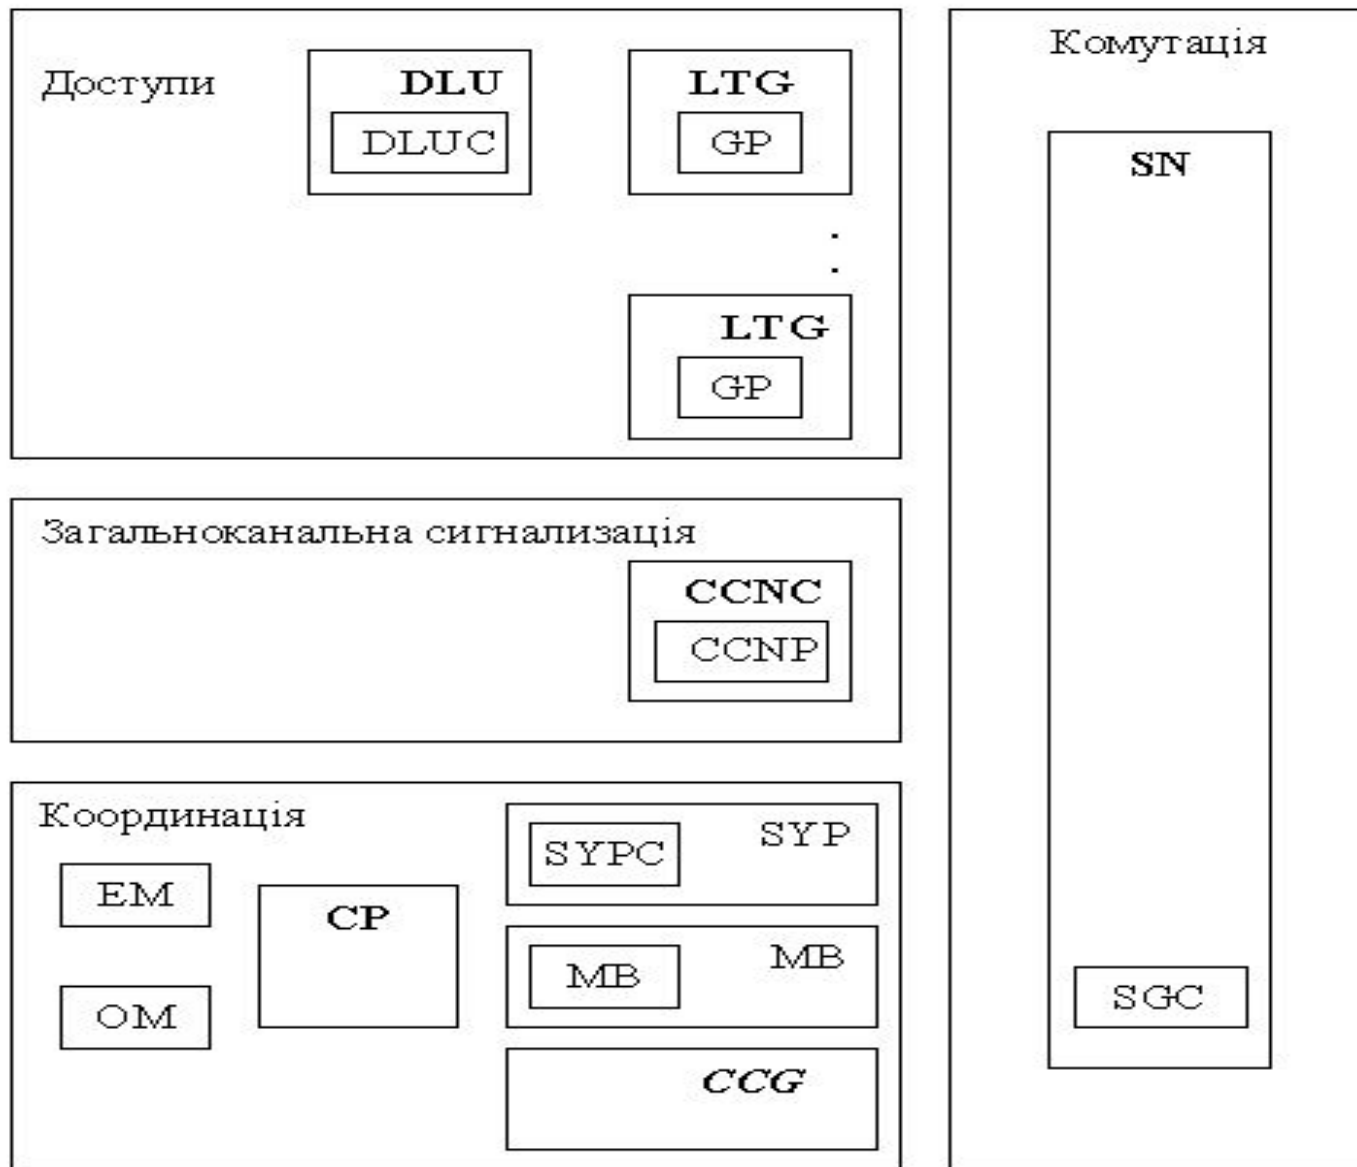 Доступи
DLU
DLUC
LTG
GP
.
.
LTG
GP
Загальноканальна сигнализація
CCNC
CCNP
Координація
EM
OM
CP
SYP
SYPC
MB
MB
CCG
Комутація
SN
SGC